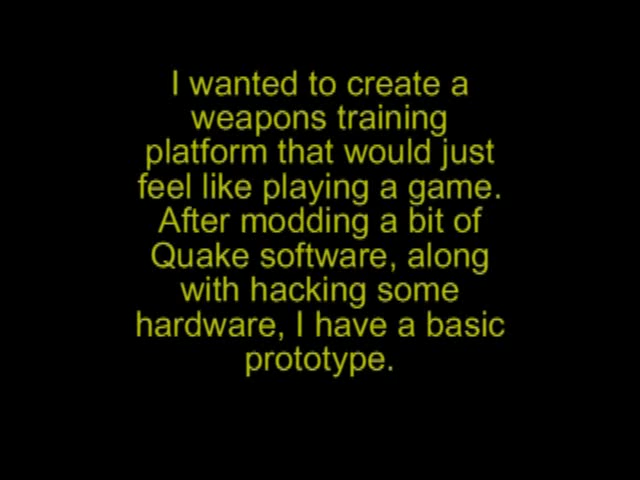 I wanted to create a
weapons training
platform that would just
feel like playing a game.
After modding a bit of
Quake software, along
with hacking some
hardware, I have a basic
prototype.